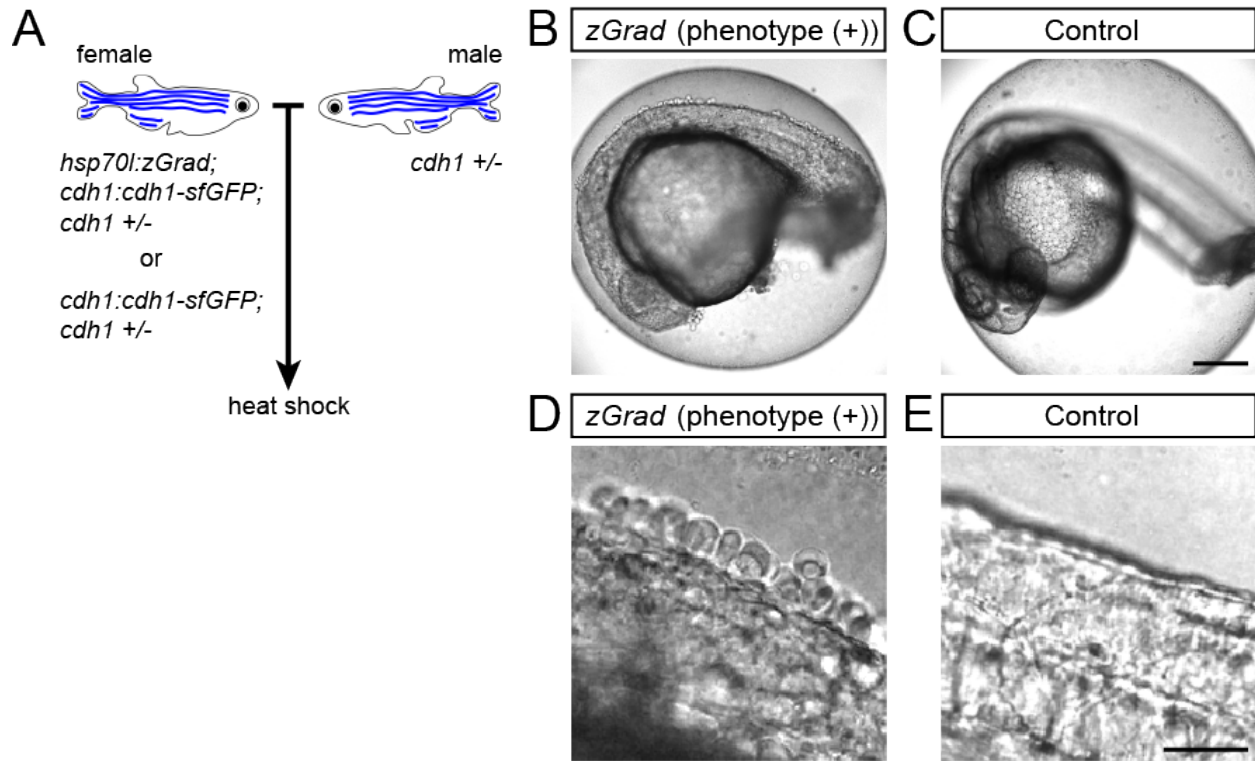 A
female
male
hsp70l:zGrad;
cdh1:cdh1-sfGFP;
cdh1 +/-
or
cdh1:cdh1-sfGFP;
cdh1 +/-
cdh1 +/-
heat shock
B
zGrad (phenotype (+))
C
Control
D
zGrad (phenotype (+))
E
Control